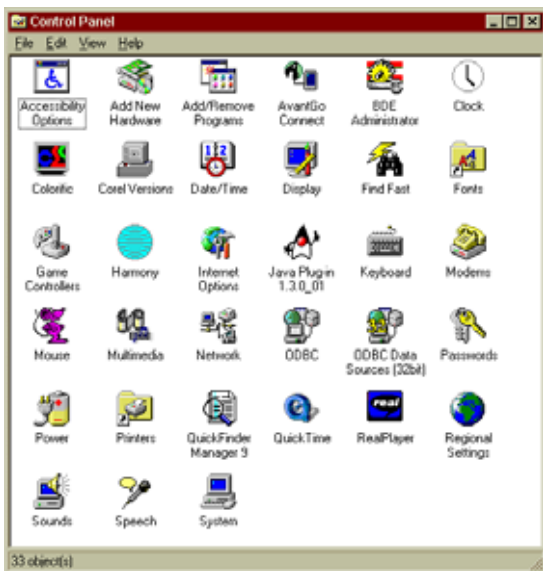 Control Panel
File Edit View Help
Accessibility Options
Add New Hardware
Add/Remove Programs
AvantGo Connect
BDE Administrator
Clock
Colorific
Corel Versions
1 2
Date/Time
Display
Find Fast
Fonts
Game Controllers
Harmony
Internet Options
Java Plug-in 1.3.0_01
Keyboard
Modems
Mouse
Multimedia
Network
ODBC
ODBC Data Sources (32bit)
Passwords
Power
Printers
QuickFinder Manager 9
QuickTime
real
RealPlayer
Regional Settings
Sounds
Speech
System
33 object(s)